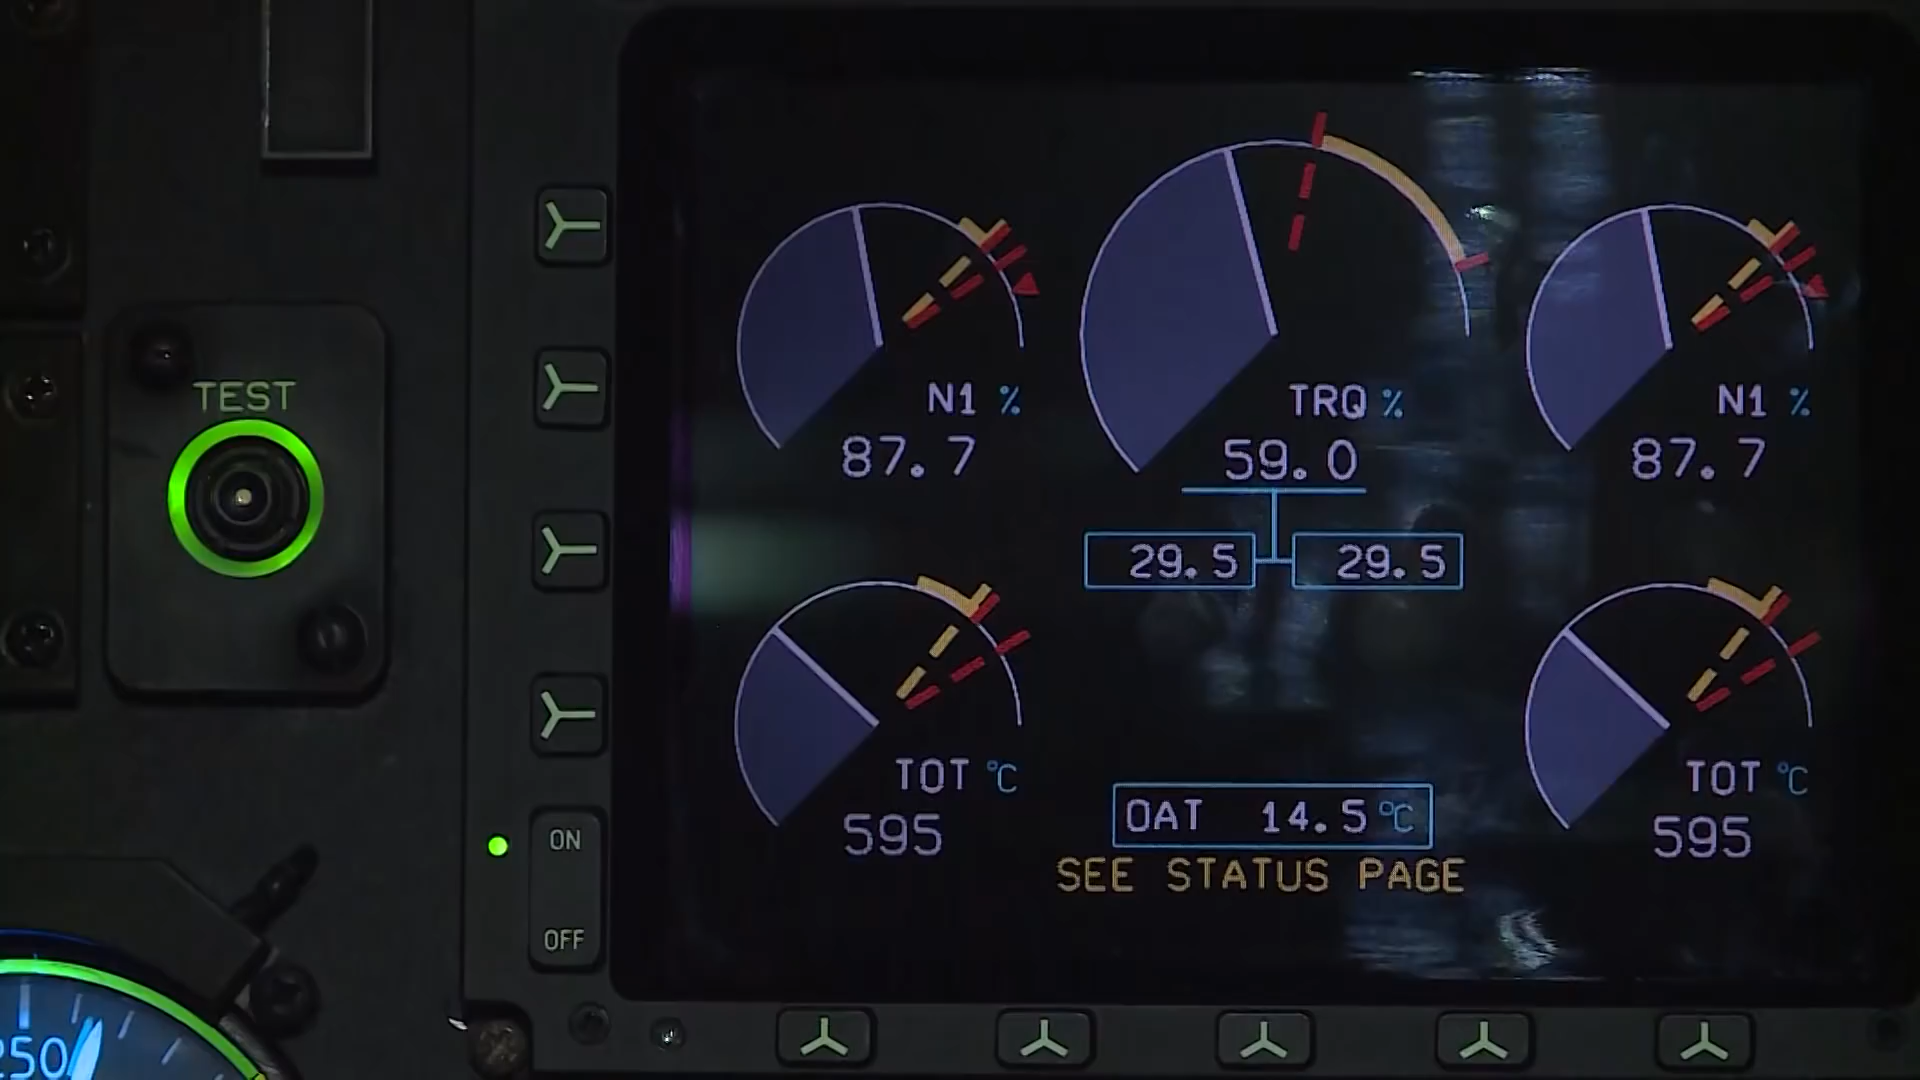 TEST
N1 %
87.7
TRQ %
59.0
N1 %
87.7
29.5
29.5
TOT °C
595
OAT 14.5 °C
SEE STATUS PAGE
TOT °C
595
ON
OFF
250